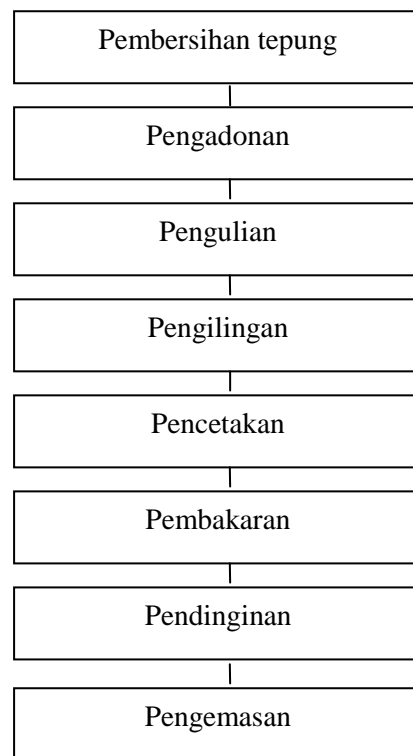 Pembersihan tepung
Pengadonan
Pengulian
Pengilingan
Pencetakan
Pembakaran
Pendinginan
Pengemasan